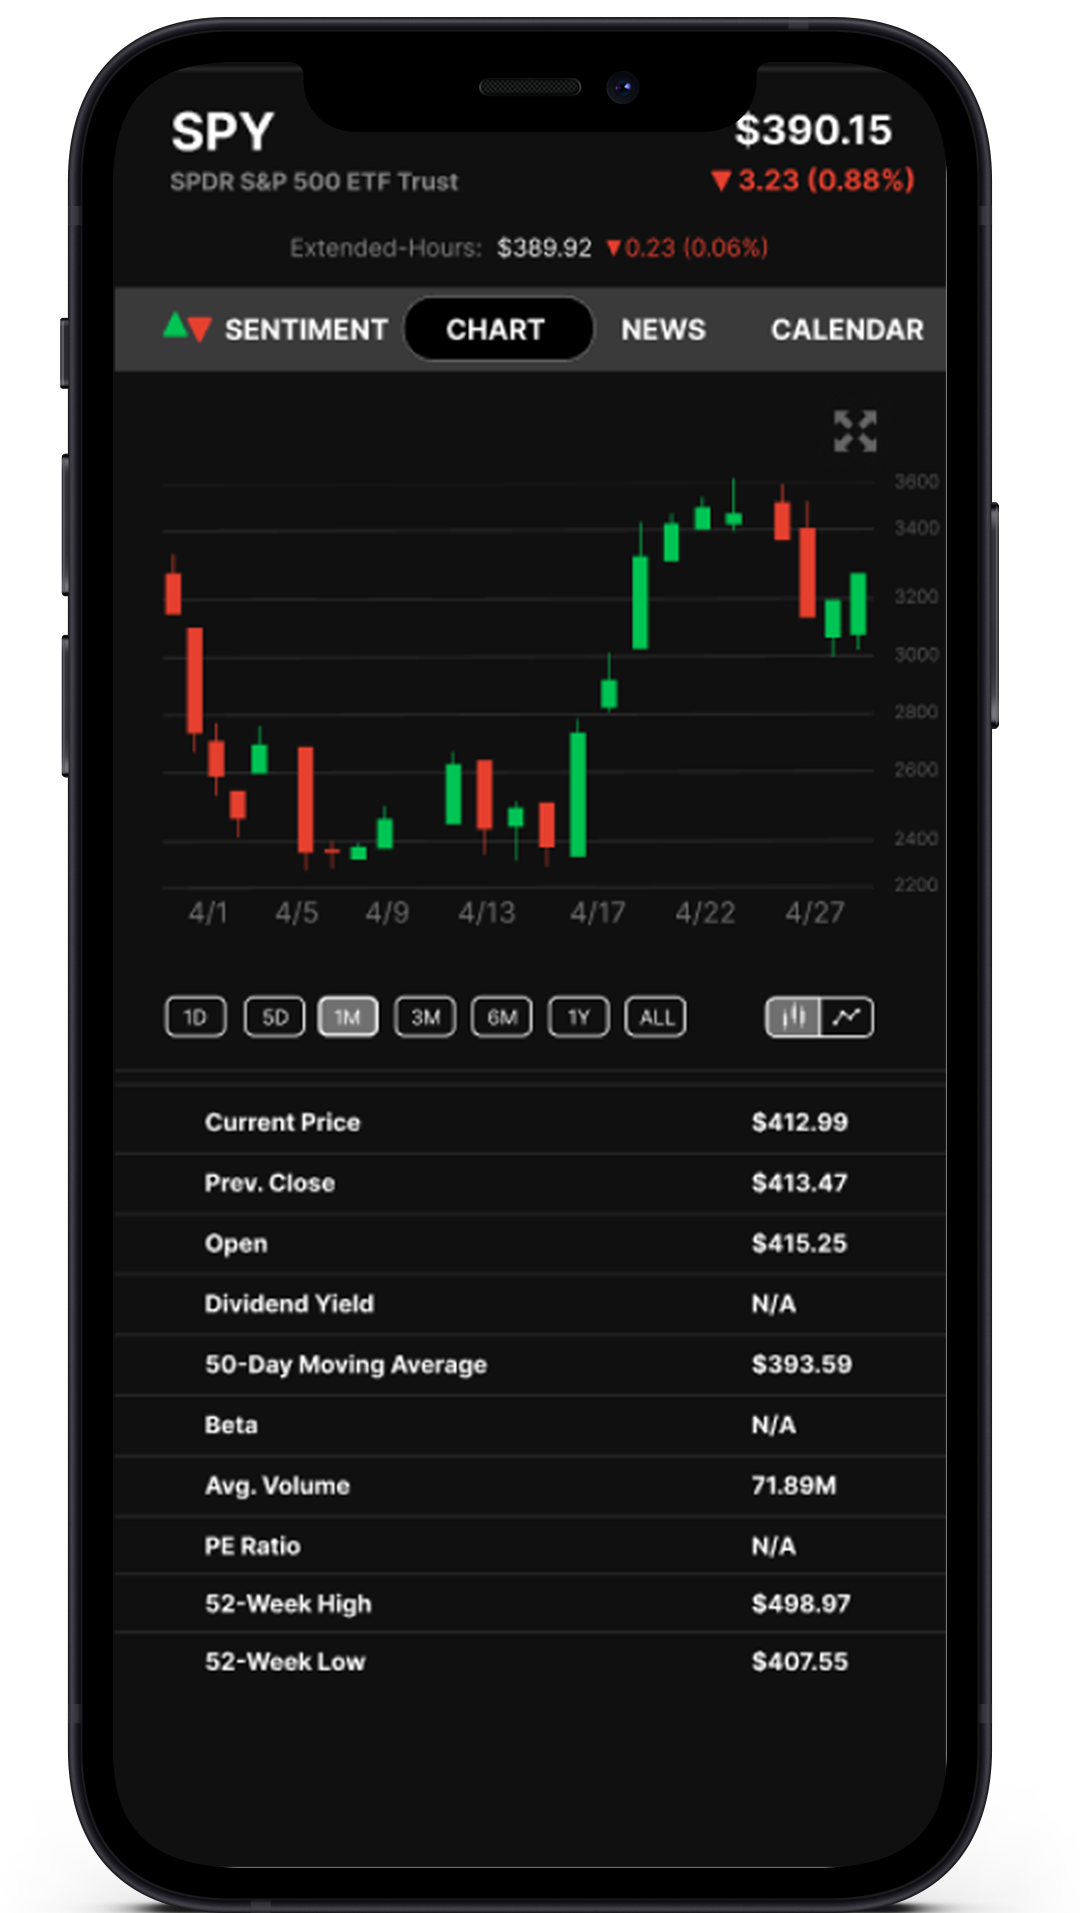 SPY
$390.15
SPDR S&P 500 ETF Trust
▼3.23 (0.88%)
Extended-Hours: $389.92 ▼0.23 (0.06%)
▲▼ SENTIMENT CHART NEWS CALENDAR
3600
3400
3200
3000
2800
2600
2400
2200
4/1 4/5 4/9 4/13 4/17 4/22 4/27
1D 5D 1M 3M 6M 1Y ALL
Current Price $412.99
Prev. Close $413.47
Open $415.25
Dividend Yield N/A
50-Day Moving Average $393.59
Beta N/A
Avg. Volume 71.89M
PE Ratio N/A
52-Week High $498.97
52-Week Low $407.55